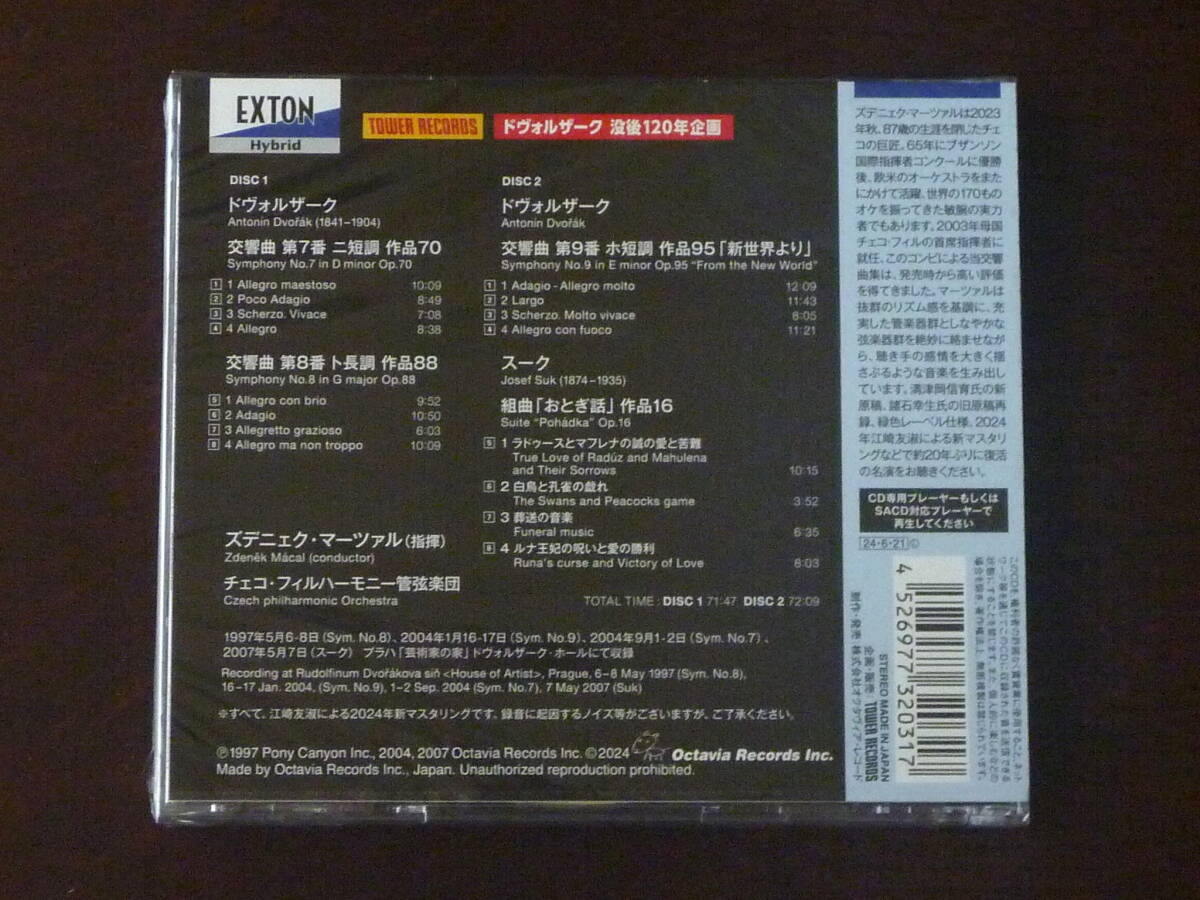 EXTON
Hybrid
TOWER RECORDS
ドヴォルザーク 没後120年企画
DISC 1
ドヴォルザーク
Antonin Dvořák (1841–1904)
交響曲 第7番 ニ短調 作品70
Symphony No.7 in D minor Op.70
1 1 Allegro maestoso 10:09
2 2 Poco Adagio 8:49
3 3 Scherzo. Vivace 7:08
4 4 Allegro 8:38
交響曲 第8番 ト長調 作品88
Symphony No.8 in G major Op.88
5 1 Allegro con brio 9:52
6 2 Adagio 10:50
7 3 Allegretto grazioso 6:03
8 4 Allegro ma non troppo 10:09
ズデニェク・マーツァル(指揮)
Zdeněk Mácal (conductor)
チェコ・フィルハーモニー管弦楽団
Czech philharmonic Orchestra
DISC 2
ドヴォルザーク
Antonin Dvořák
交響曲 第9番 ホ短調 作品95「新世界より」
Symphony No.9 in E minor Op.95 "From the New World"
1 1 Adagio - Allegro molto 12:09
2 2 Largo 11:43
3 3 Scherzo. Molto vivace 8:05
4 4 Allegro con fuoco 11:21
スーク
Josef Suk (1874–1935)
組曲「おとぎ話」作品16
Suite "Pohádka" Op.16
5 1 ラドゥースとマフレナの誠の愛と苦難
True Love of Radúz and Mahulena
and Their Sorrows 10:15
6 2 白鳥と孔雀の戯れ
The Swans and Peacocks game 3:52
7 3 葬送の音楽
Funeral music 6:35
8 4 ルナ王妃の呪いと愛の勝利
Runa's curse and Victory of Love 8:03
TOTAL TIME : DISC 1 71:47 DISC 2 72:09
1997年5月6-8日(Sym. No.8)、2004年1月16-17日(Sym. No.9)、2004年9月1-2日(Sym. No.7)、
2007年5月7日(スーク) プラハ「芸術家の家」ドヴォルザーク・ホールにて収録
Recording at Rudolfinum Dvořákova siň <House of Artist>, Prague, 6–8 May 1997 (Sym. No.8),
16–17 Jan. 2004, (Sym. No.9), 1–2 Sep. 2004 (Sym. No.7), 7 May 2007 (Suk)
※すべて、江崎友淑による2024年新マスタリングです。録音に起因するノイズ等がございますが、ご了承ください。
℗1997 Pony Canyon Inc., 2004, 2007 Octavia Records Inc. ©2024
Octavia Records Inc.
Made by Octavia Records Inc., Japan. Unauthorized reproduction prohibited.
ズデニェク・マーツァルは2023
年秋、87歳の生涯を閉じたチェ
コの巨匠。65年にブザンソン
国際指揮者コンクールに優勝
後、欧米のオーケストラをまた
にかけて活躍、世界の170もの
オケを振ってきた敏腕の実力
者でもあります。2003年母国
チェコ・フィルの首席指揮者に
就任、このコンビによる当交響
曲集は、発売時から高い評価
を得てきました。マーツァルは
抜群のリズム感を基調に、充
実した管楽器群としなやかな
弦楽器群を絶妙に絡ませなが
ら、聴き手の感情を大きく揺
さぶるような音楽を生み出し
ています。満津岡信育氏の新
原稿、諸石幸生氏の旧原稿再
録、緑色レーベル仕様。2024
年江崎友淑による新マスタリ
ングなどで約20年ぶりに復活
の名演をお聴きください。
CD専用プレーヤーもしくは
SACD対応プレーヤーで
再生してください
24・6・21 ©
4 526977 320317
STEREO MADE IN JAPAN
企画・販売 TOWER RECORDS
制作・発売 株式会社オクタヴィア・レコード